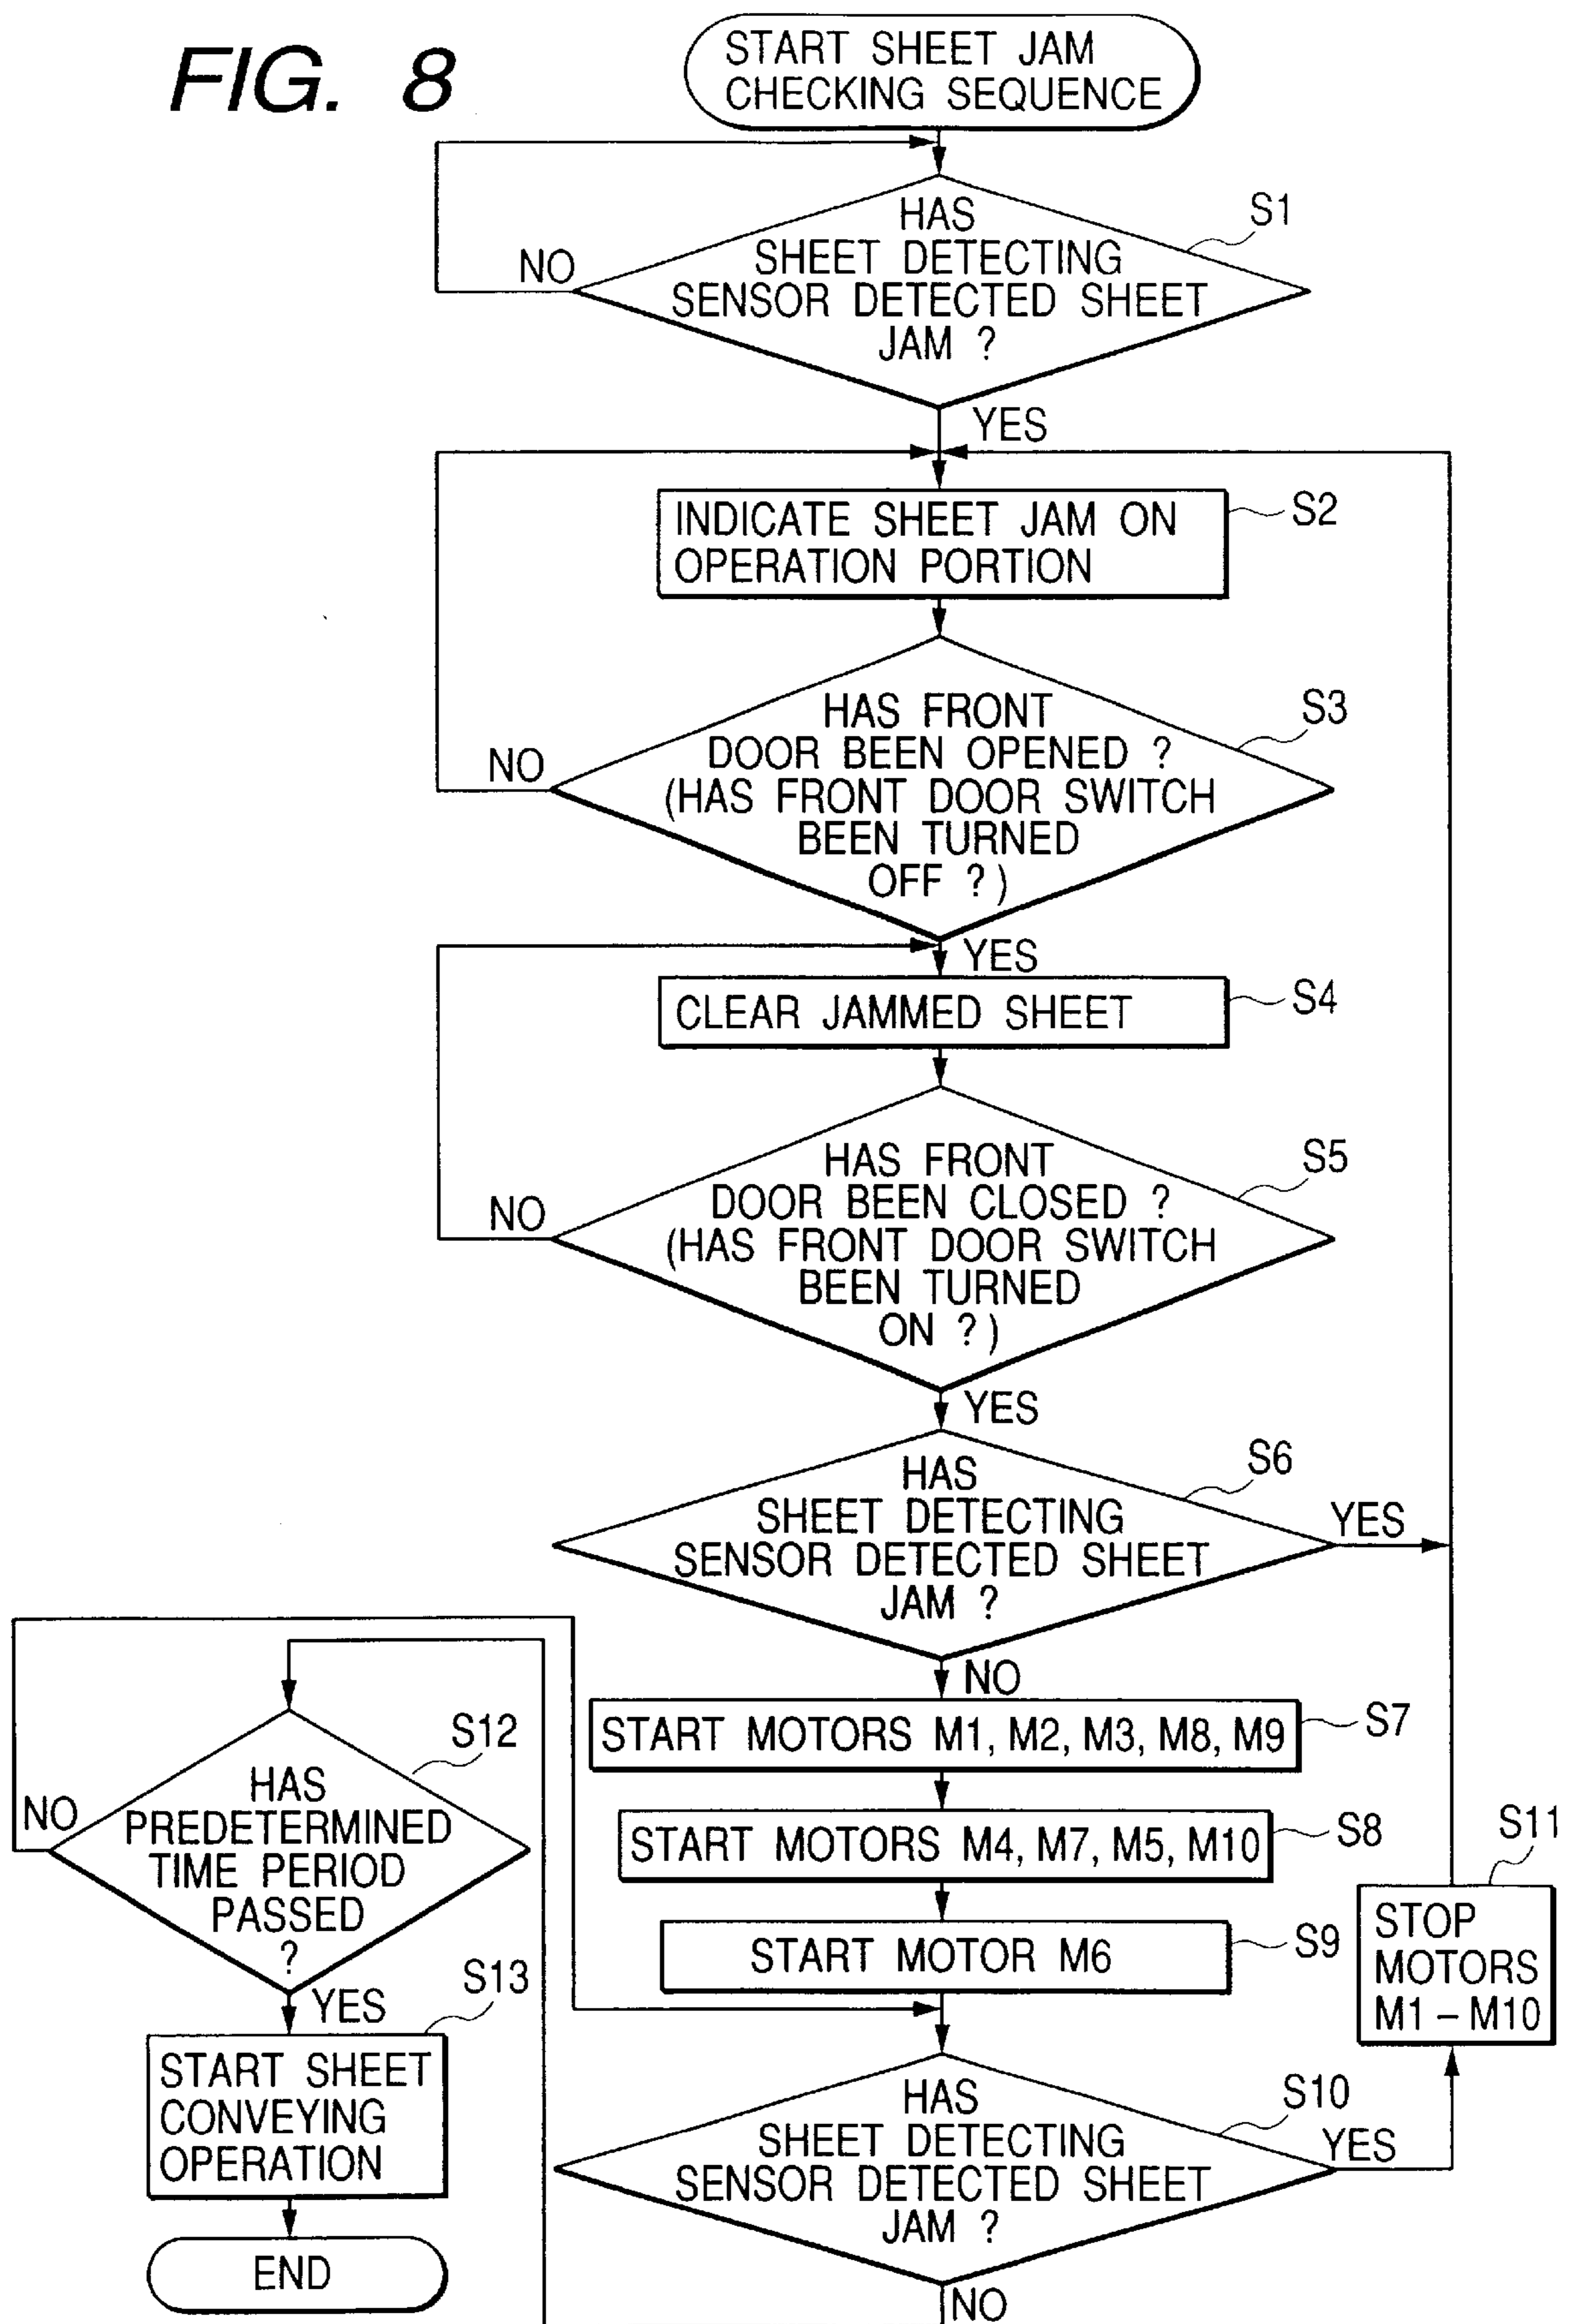 FIG. 8
START SHEET JAM
CHECKING SEQUENCE
HAS
SHEET DETECTING
SENSOR DETECTED SHEET
JAM ?
S1
NO
YES
INDICATE SHEET JAM ON
OPERATION PORTION
S2
HAS FRONT
DOOR BEEN OPENED ?
(HAS FRONT DOOR SWITCH
BEEN TURNED
OFF ?)
S3
NO
YES
CLEAR JAMMED SHEET
S4
HAS FRONT
DOOR BEEN CLOSED ?
(HAS FRONT DOOR SWITCH
BEEN TURNED
ON ?)
S5
NO
YES
HAS
SHEET DETECTING
SENSOR DETECTED SHEET
JAM ?
S6
YES
NO
START MOTORS M1, M2, M3, M8, M9
S7
START MOTORS M4, M7, M5, M10
S8
START MOTOR M6
S9
HAS
SHEET DETECTING
SENSOR DETECTED SHEET
JAM ?
S10
YES
NO
S11
STOP
MOTORS
M1 – M10
S12
HAS
PREDETERMINED
TIME PERIOD
PASSED
?
NO
YES
S13
START SHEET
CONVEYING
OPERATION
END